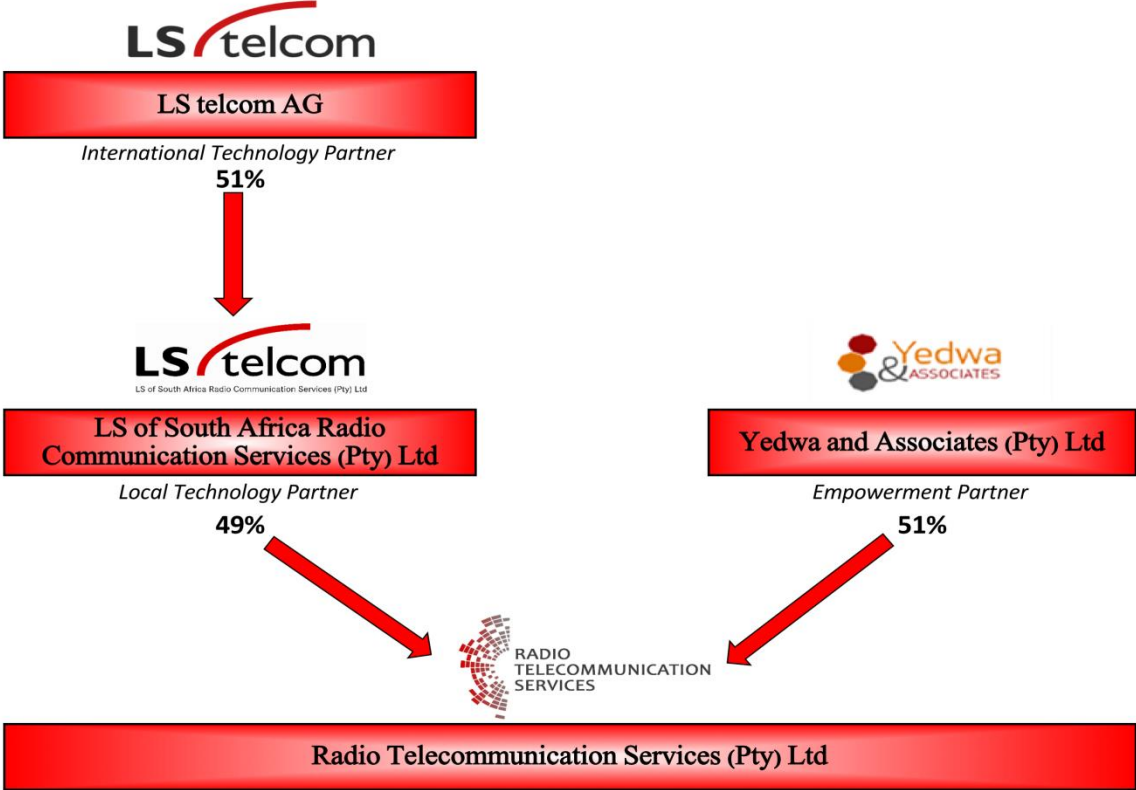 LS telcom
LS telcom AG
International Technology Partner
51%
LS telcom
LS of South Africa Radio Communication Services (Pty) Ltd
LS of South Africa Radio
Communication Services (Pty) Ltd
Local Technology Partner
49%
Yedwa
& ASSOCIATES
Yedwa and Associates (Pty) Ltd
Empowerment Partner
51%
RADIO
TELECOMMUNICATION
SERVICES
Radio Telecommunication Services (Pty) Ltd